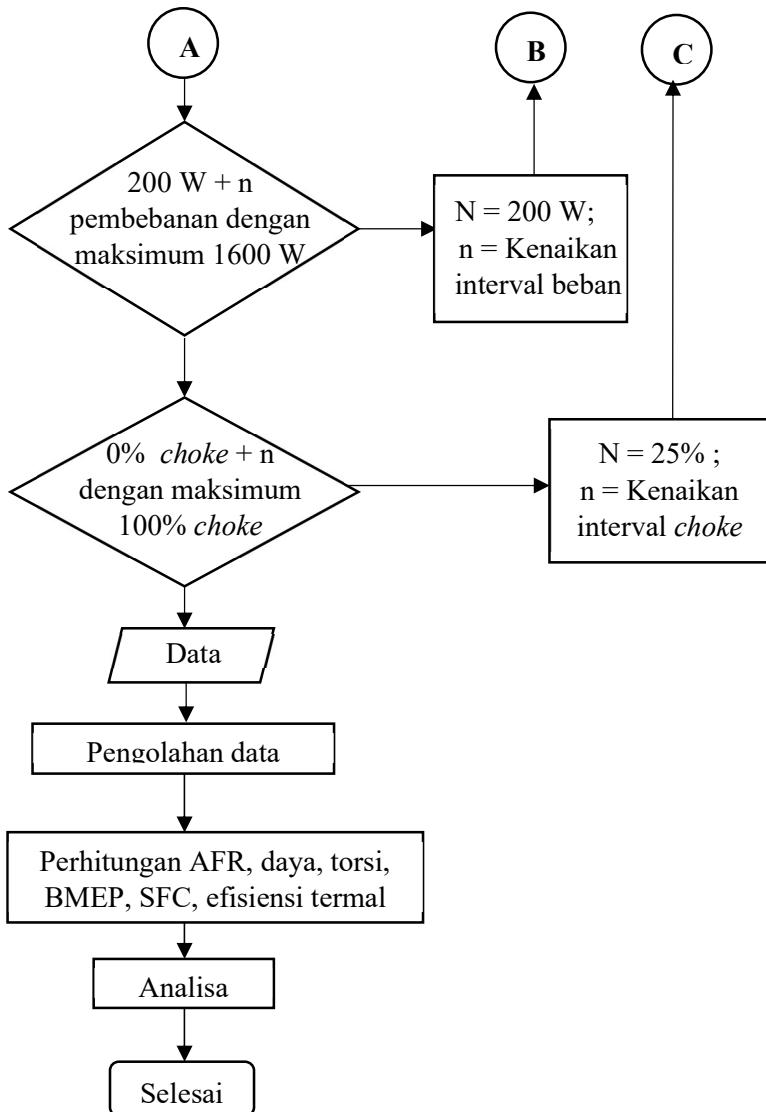 A
B
C
200 W + n
pembebanan dengan
maksimum 1600 W
N = 200 W;
n = Kenaikan
interval beban
0% choke + n
dengan maksimum
100% choke
N = 25% ;
n = Kenaikan
interval choke
Data
Pengolahan data
Perhitungan AFR, daya, torsi,
BMEP, SFC, efisiensi termal
Analisa
Selesai